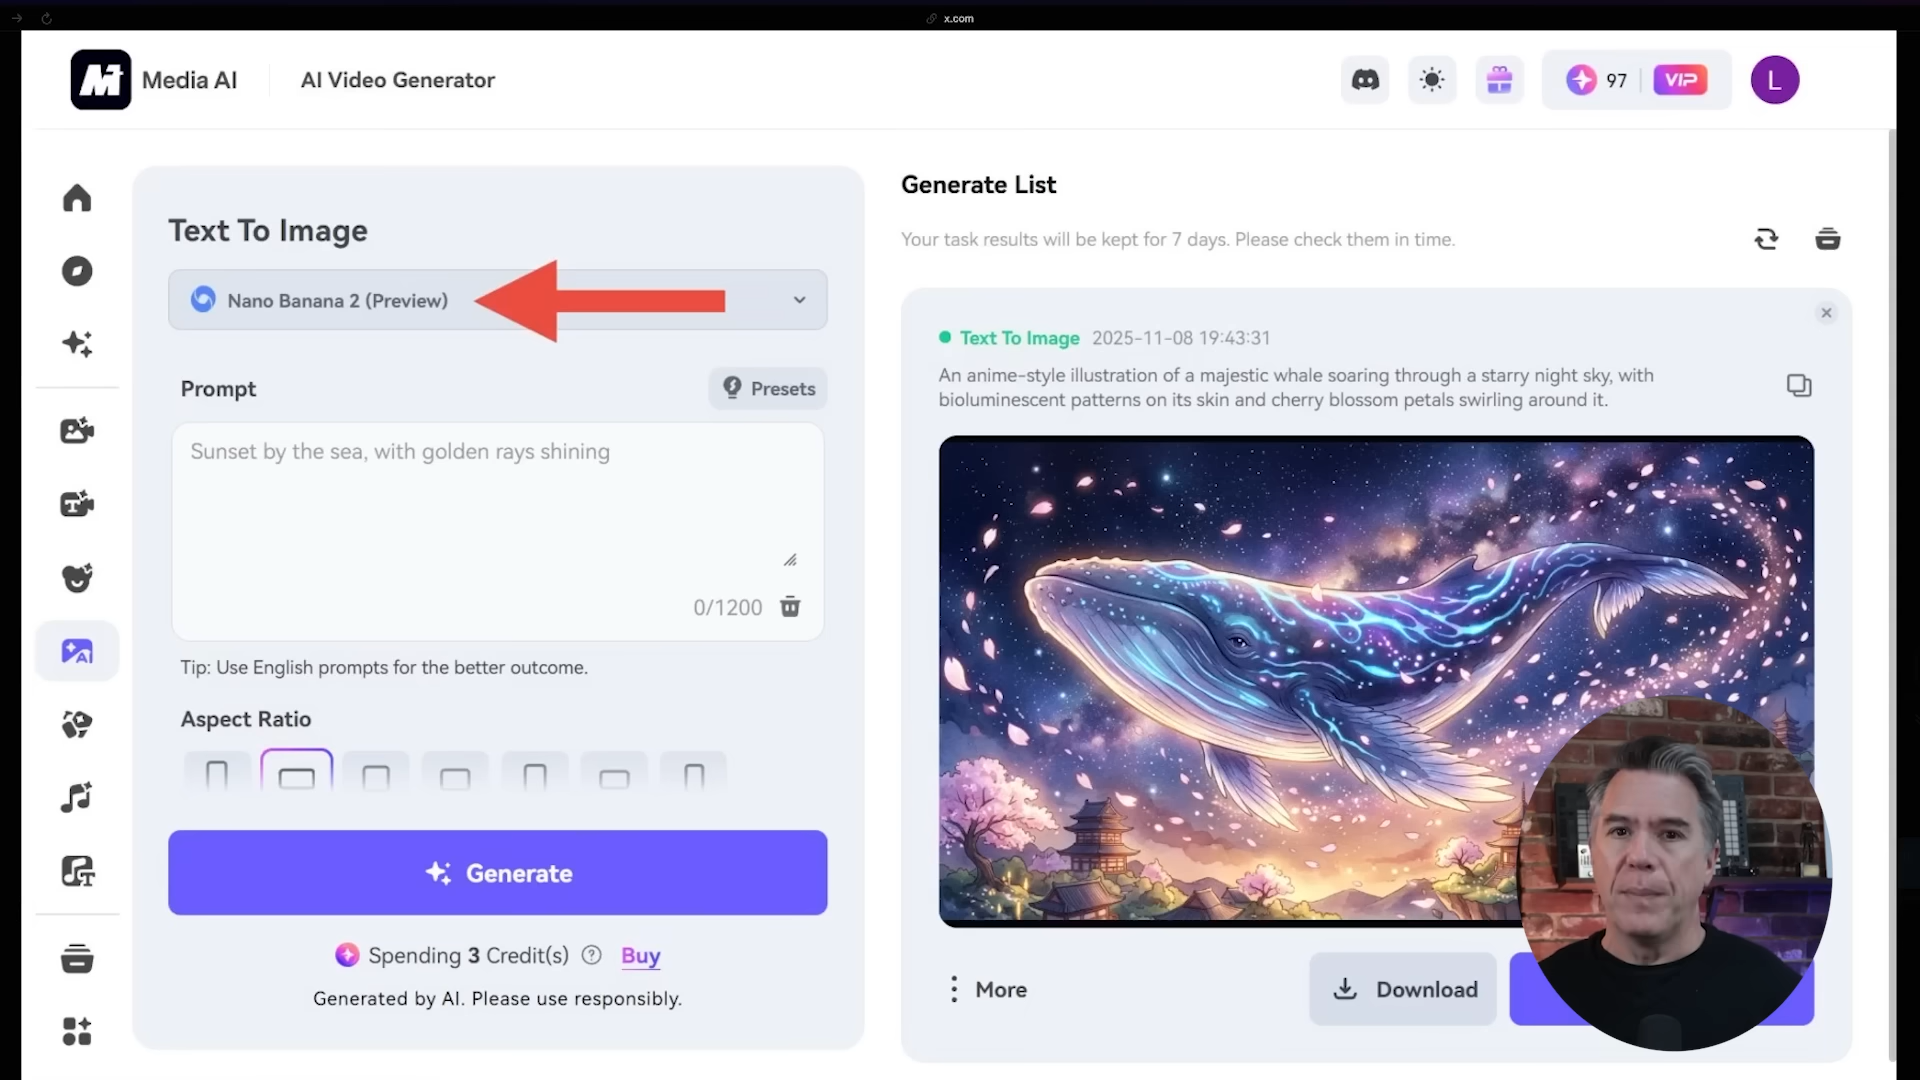 x.com
Media AI
AI Video Generator
97
VIP
L
Text To Image
Nano Banana 2 (Preview)
Prompt
Presets
Sunset by the sea, with golden rays shining
0/1200
Tip: Use English prompts for the better outcome.
Aspect Ratio
Generate
Spending 3 Credit(s)
Buy
Generated by AI. Please use responsibly.
Generate List
Your task results will be kept for 7 days. Please check them in time.
Text To Image 2025-11-08 19:43:31
An anime-style illustration of a majestic whale soaring through a starry night sky, with
bioluminescent patterns on its skin and cherry blossom petals swirling around it.
More
Download